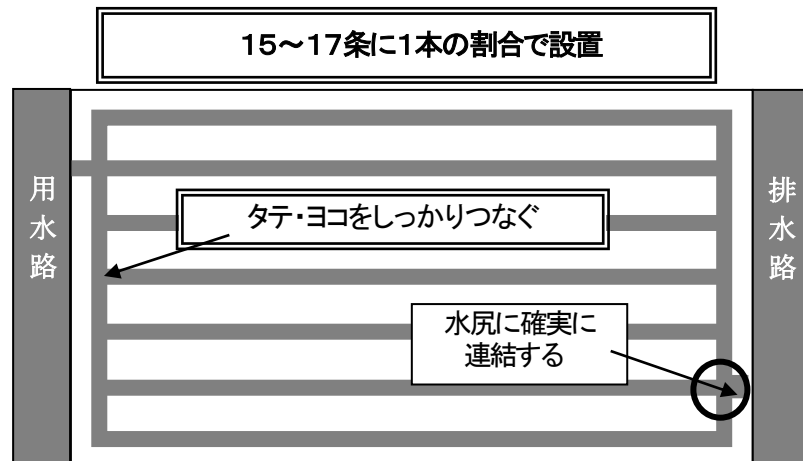 15～17条に1本の割合で設置
用水路
タテ・ヨコをしっかりつなぐ
水尻に確実に
連結する
排水路